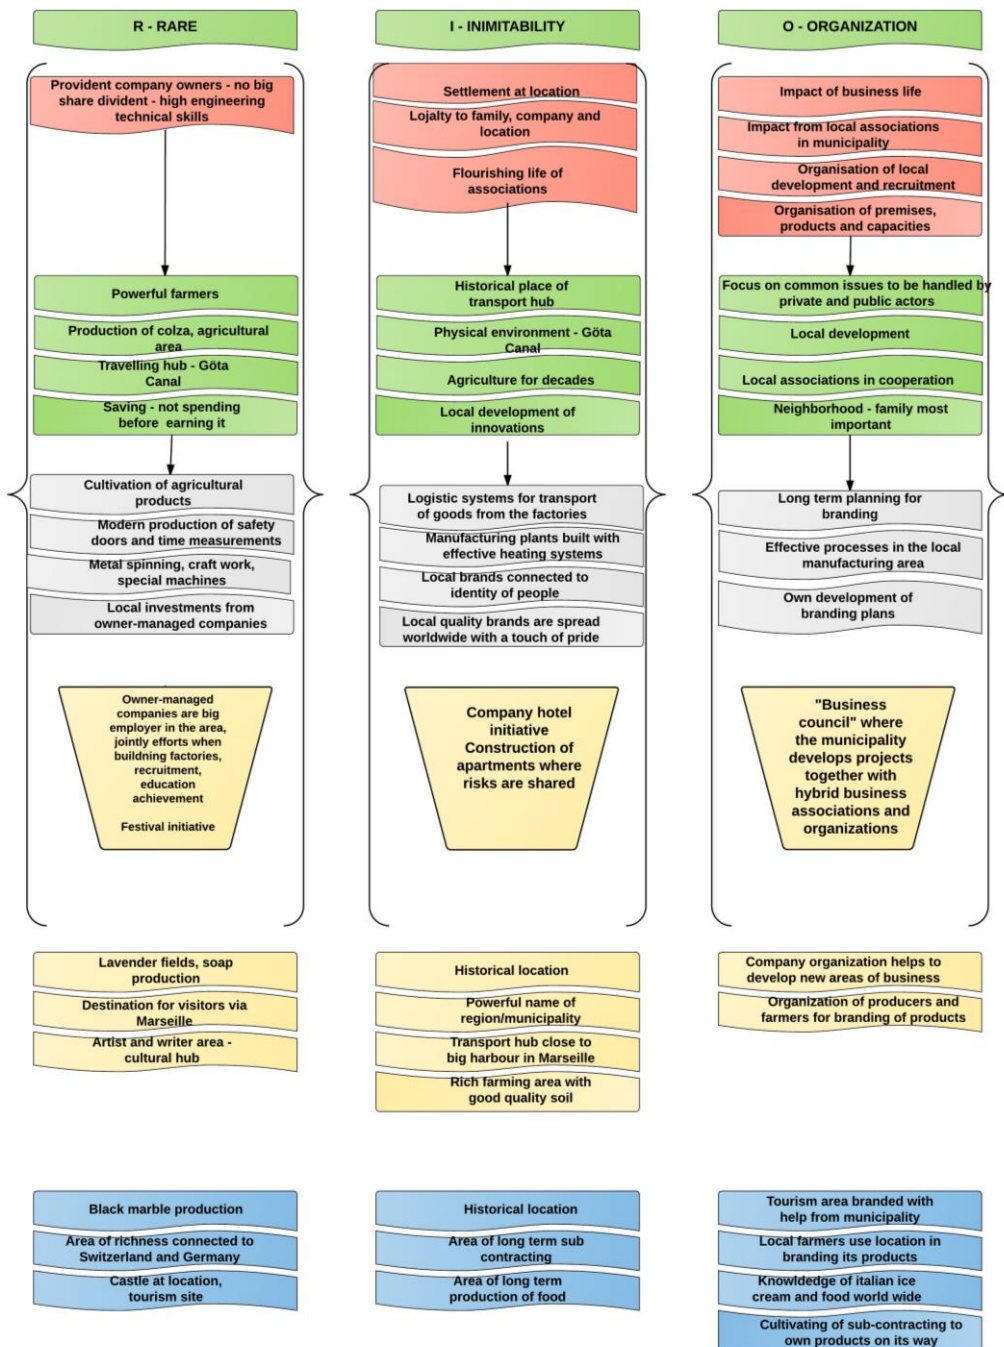 R - RARE
Provident company owners - no big
share divident - high engineering
technical skills
Powerful farmers
Production of colza, agricultural
area
Travelling hub - Göta
Canal
Saving - not spending
before earning it
Cultivation of agricultural
products
Modern production of safety
doors and time measurements
Metal spinning, craft work,
special machines
Local investments from
owner-managed companies
Owner-managed
companies are big
employer in the area,
jointly efforts when
buildning factories,
recruitment,
education
achievement
Festival initiative
Lavender fields, soap
production
Destination for visitors via
Marseille
Artist and writer area -
cultural hub
Black marble production
Area of richness connected to
Switzerland and Germany
Castle at location,
tourism site
I - INIMITABILITY
Settlement at location
Lojalty to family, company and
location
Flourishing life of
associations
Historical place of
transport hub
Physical environment - Göta
Canal
Agriculture for decades
Local development of
innovations
Logistic systems for transport
of goods from the factories
Manufacturing plants built with
effective heating systems
Local brands connected to
identity of people
Local quality brands are spread
worldwide with a touch of pride
Company hotel
initiative
Construction of
apartments where
risks are shared
Historical location
Powerful name of
region/municipality
Transport hub close to
big harbour in Marseille
Rich farming area with
good quality soil
Historical location
Area of long term sub
contracting
Area of long term
production of food
O - ORGANIZATION
Impact of business life
Impact from local associations
in municipality
Organisation of local
development and recruitment
Organisation of premises,
products and capacities
Focus on common issues to be handled by
private and public actors
Local development
Local associations in cooperation
Neighborhood - family most
important
Long term planning for
branding
Effective processes in the local
manufacturing area
Own development of
branding plans
"Business
council" where
the municipality
develops projects
together with
hybrid business
associations and
organizations
Company organization helps to
develop new areas of business
Organization of producers and
farmers for branding of products
Tourism area branded with
help from municipality
Local farmers use location in
branding its products
Knowldedge of italian ice
cream and food world wide
Cultivating of sub-contracting to
own products on its way